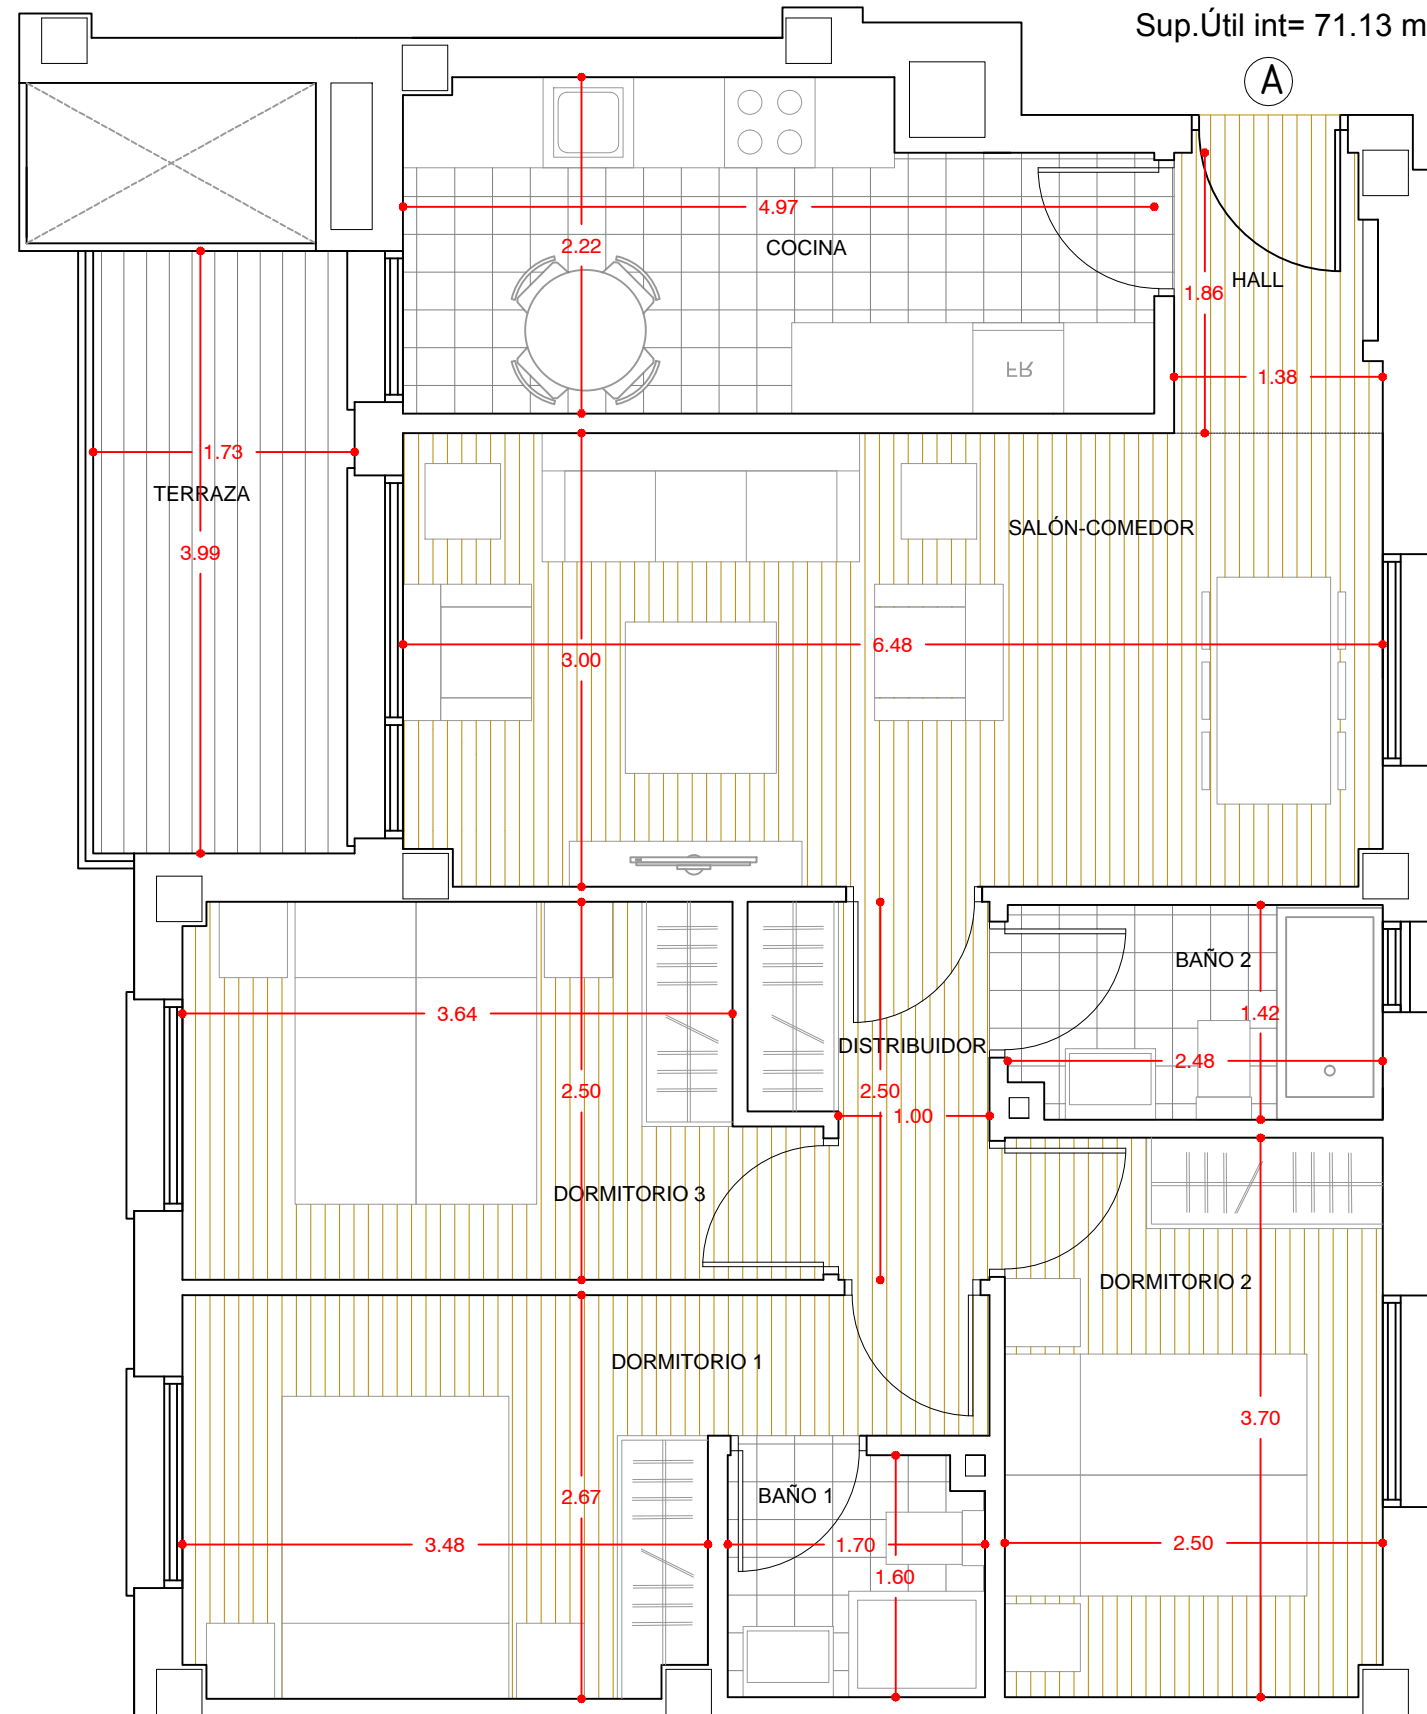 Sup.Útil int= 71.13 m
A
4.97
2.22
COCINA
HALL
1.86
FR
1.38
1.73
TERRAZA
SALÓN-COMEDOR
3.99
6.48
3.00
BAÑO 2
3.64
1.42
DISTRIBUIDOR
2.48
2.50
2.50
1.00
DORMITORIO 3
DORMITORIO 2
DORMITORIO 1
3.70
2.67
BAÑO 1
3.48
1.70
2.50
1.60